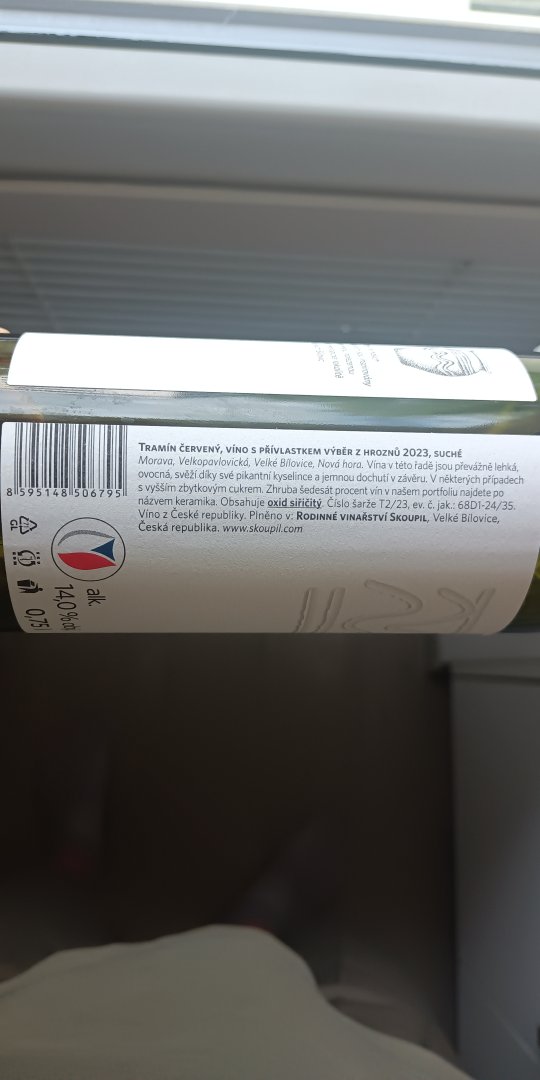 Tramín červený, víno s přívlastkem výběr z hroznů 2023, suché
Morava, Velkopavlovická, Velké Bílovice, Nová hora. Vína v této řadě jsou převážně lehká,
ovocná, svěží díky své pikantní kyselince a jemnou dochutí v závěru. V některých případech
s vyšším zbytkovým cukrem. Zhruba šedesát procent vín v našem portfoliu najdete po
názvem keramika. Obsahuje oxid siřičitý. Číslo šarže T2/23, ev. č. jak.: 68D1-24/35.
Víno z České republiky. Plněno v: Rodinné vinařství Skoupil, Velké Bílovice,
Česká republika. www.skoupil.com
8 595148 506795
alk.
14,0 % ob
0,75 l
GL